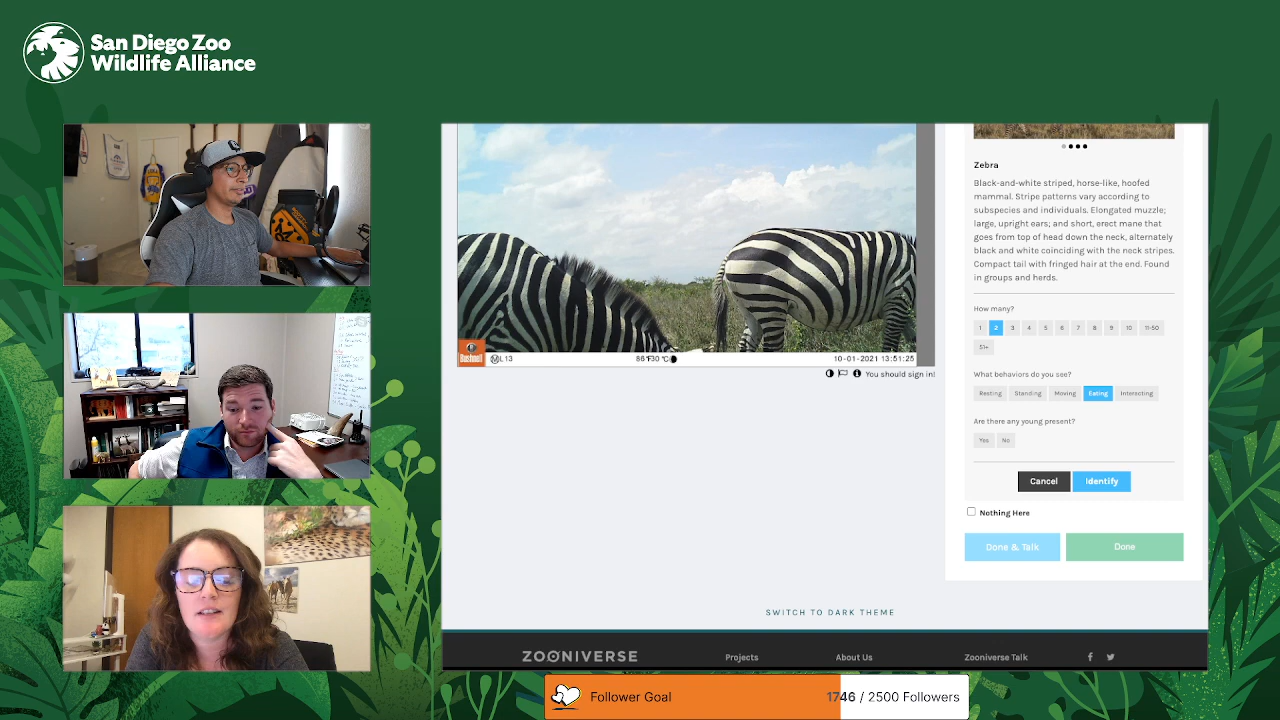 San Diego Zoo
Wildlife Alliance
Zebra
Black-and-white striped, horse-like, hoofed
mammal. Stripe patterns vary according to
subspecies and individuals. Elongated muzzle;
large, upright ears; and short, erect mane that
goes from top of head down the neck, alternately
black and white coinciding with the neck stripes.
Compact tail with fringed hair at the end. Found
in groups and herds.
How many?
1 2 3 4 5 6 7 8 9 10 11-50
51+
What behaviors do you see?
Resting Standing Moving Eating Interacting
Are there any young present?
Yes No
Cancel Identify
Nothing Here
Done & Talk Done
Bushnell M L 13 86°F30°C 10-01-2021 13:51:25
You should sign in!
SWITCH TO DARK THEME
ZOONIVERSE Projects About Us Zooniverse Talk
Follower Goal 1746 / 2500 Followers